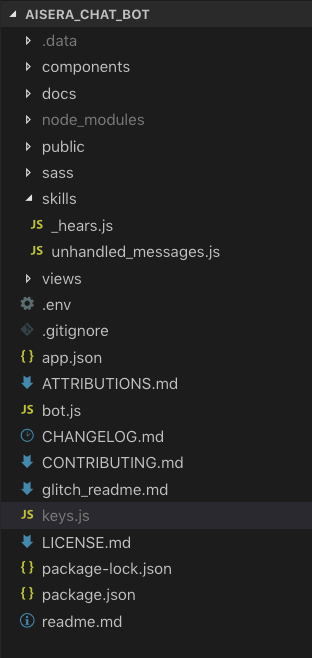 AISERA_CHAT_BOT
.data
components
docs
node_modules
public
sass
skills
JS _hears.js
JS unhandled_messages.js
views
.env
.gitignore
{} app.json
ATTRIBUTIONS.md
JS bot.js
CHANGELOG.md
CONTRIBUTING.md
glitch_readme.md
JS keys.js
LICENSE.md
{} package-lock.json
{} package.json
readme.md